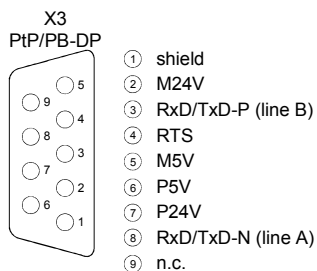 X3
PtP/PB-DP
5
9
4
8
3
7
2
6
1
1 shield
2 M24V
3 RxD/TxD-P (line B)
4 RTS
5 M5V
6 P5V
7 P24V
8 RxD/TxD-N (line A)
9 n.c.